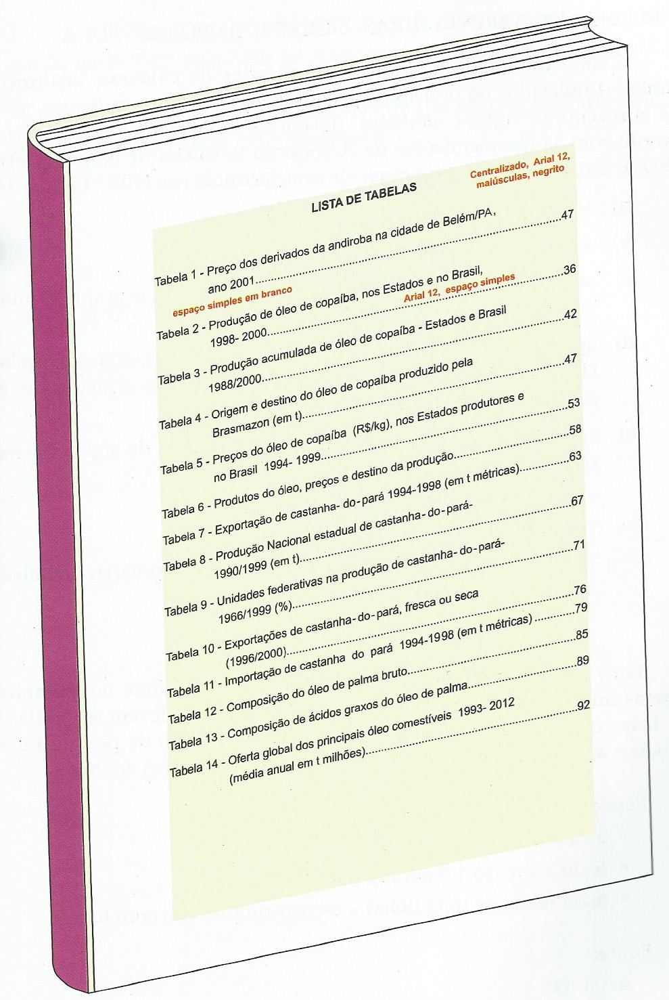 LISTA DE TABELAS
Centralizado, Arial 12,
maiúsculas, negrito
Tabela 1 - Preço dos derivados da andiroba na cidade de Belém/PA,
ano 2001..........47
espaço simples em branco
Tabela 2 - Produção de óleo de copaíba, nos Estados e no Brasil,
1998- 2000..........36
Arial 12, espaço simples
Tabela 3 - Produção acumulada de óleo de copaíba - Estados e Brasil
1988/2000..........42
Tabela 4 - Origem e destino do óleo de copaíba produzido pela
Brasmazon (em t)..........47
Tabela 5 - Preços do óleo de copaíba (R$/kg), nos Estados produtores e
no Brasil 1994- 1999..........53
Tabela 6 - Produtos do óleo, preços e destino da produção..........58
Tabela 7 - Exportação de castanha- do-pará 1994-1998 (em t métricas)..........63
Tabela 8 - Produção Nacional estadual de castanha-do-pará-
1990/1999 (em t)..........67
Tabela 9 - Unidades federativas na produção de castanha- do-pará-
1966/1999 (%)..........71
Tabela 10 - Exportações de castanha-do-pará, fresca ou seca
(1996/2000)..........76
Tabela 11 - Importação de castanha do pará 1994-1998 (em t métricas) ..........79
Tabela 12 - Composição do óleo de palma bruto..........85
Tabela 13 - Composição de ácidos graxos do óleo de palma..........89
Tabela 14 - Oferta global dos principais óleo comestíveis 1993- 2012
(média anual em t milhões)..........92